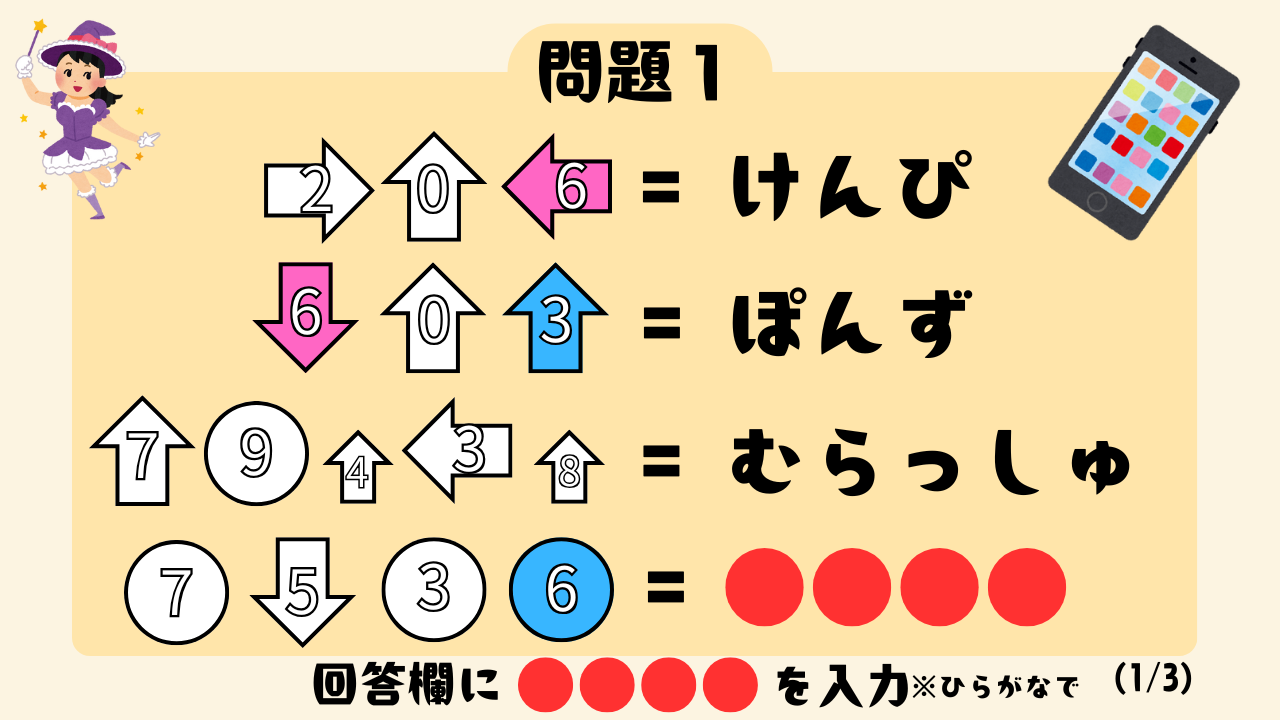 問題1
2 0 6 = けんぴ
6 0 3 = ぽんず
7 9 4 3 8 = むらっしゅ
7 5 3 6 =
回答欄に を入力※ひらがなで (1/3)